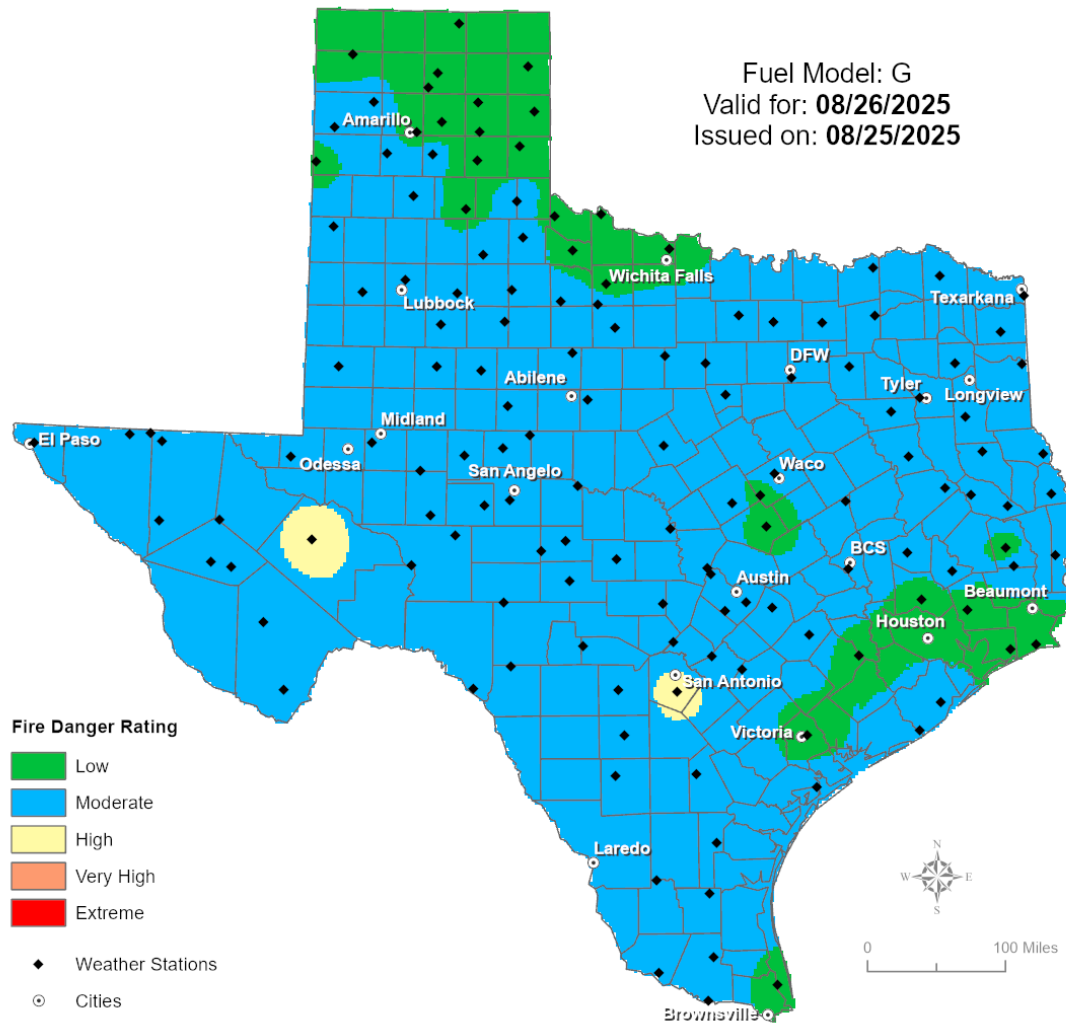 Fuel Model: G
Valid for: 08/26/2025
Issued on: 08/25/2025
Amarillo
Wichita Falls
Lubbock
Texarkana
DFW
Abilene
Tyler
Longview
Midland
El Paso
Odessa
San Angelo
Waco
BCS
Austin
Beaumont
Houston
San Antonio
Victoria
Laredo
Brownsville
Fire Danger Rating
Low
Moderate
High
Very High
Extreme
Weather Stations
Cities
N
W
E
S
0
100 Miles